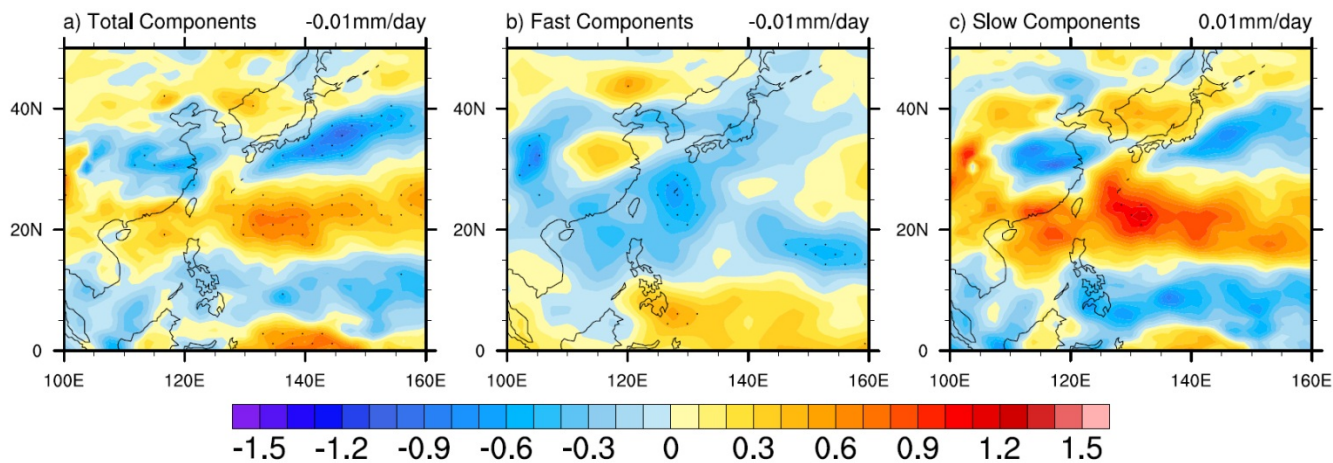 a) Total Components -0.01mm/day b) Fast Components -0.01mm/day c) Slow Components 0.01mm/day
40N 40N 40N
20N 20N 20N
0 0 0
100E 120E 140E 160E 100E 120E 140E 160E 100E 120E 140E 160E
-1.5 -1.2 -0.9 -0.6 -0.3 0 0.3 0.6 0.9 1.2 1.5